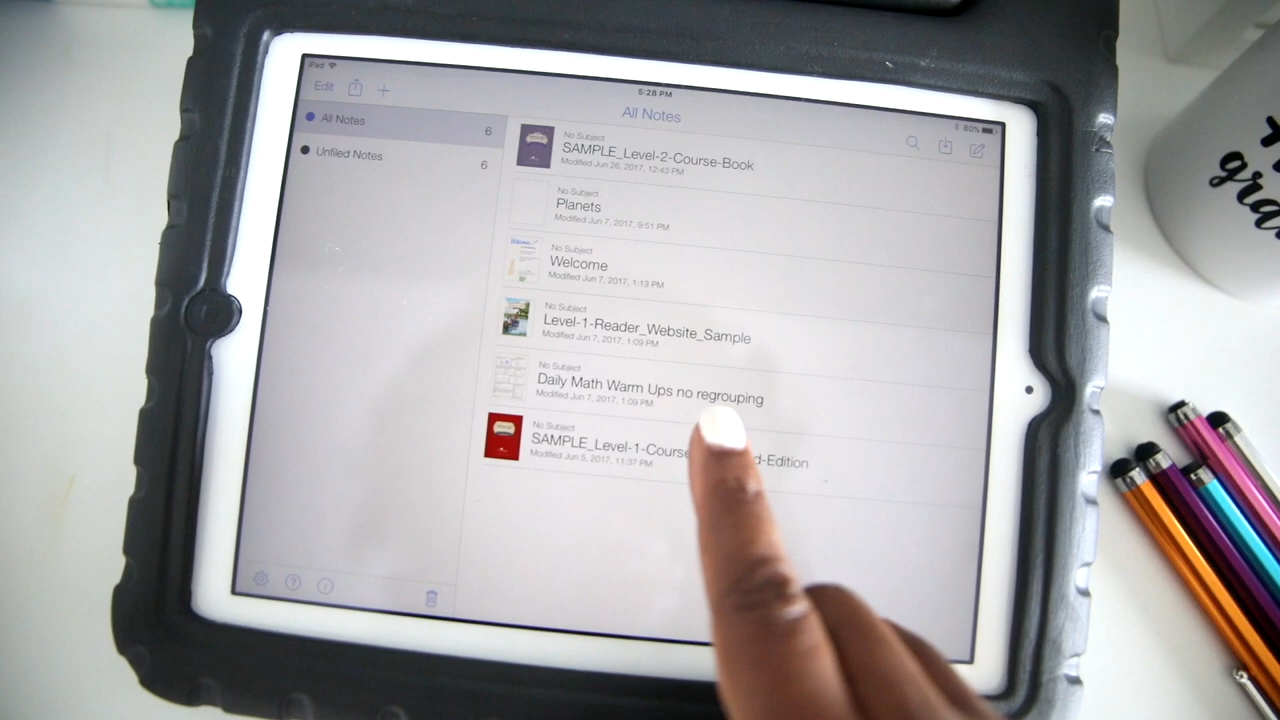 iPad
5:28 PM
60%
Edit
All Notes
All Notes 6
Unfiled Notes 6
No Subject
SAMPLE_Level-2-Course-Book
Modified Jun 26, 2017, 12:43 PM
No Subject
Planets
Modified Jun 7, 2017, 9:51 PM
No Subject
Welcome
Modified Jun 7, 2017, 1:13 PM
No Subject
Level-1-Reader_Website_Sample
Modified Jun 7, 2017, 1:09 PM
No Subject
Daily Math Warm Ups no regrouping
Modified Jun 7, 2017, 1:09 PM
No Subject
SAMPLE_Level-1-Course d-Edition
Modified Jun 5, 2017, 11:37 PM